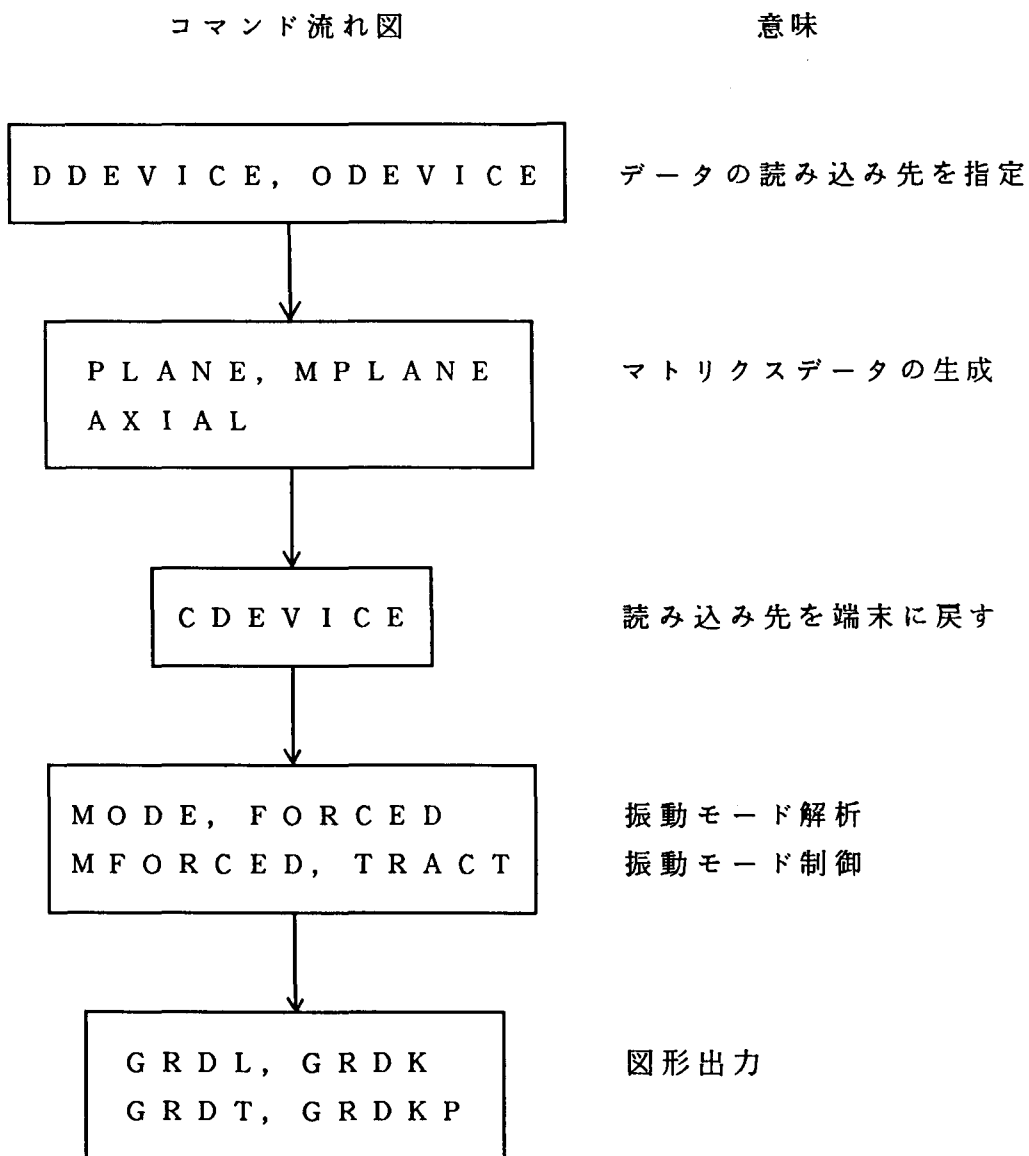 コマンド流れ図 意味
DDEVICE, ODEVICE データの読み込み先を指定
PLANE, MPLANE マトリクスデータの生成
AXIAL
CDEVICE 読み込み先を端末に戻す
MODE, FORCED 振動モード解析
MFORCED, TRACT 振動モード制御
GRDL, GRDK 図形出力
GRDT, GRDKP